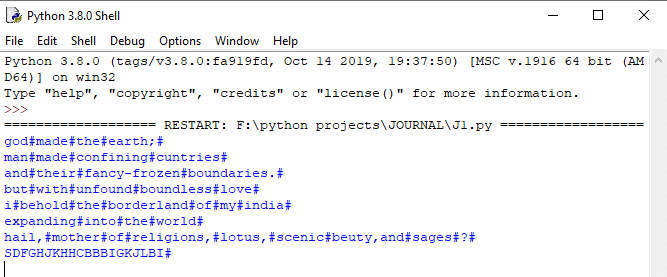 Python 3.8.0 Shell
File Edit Shell Debug Options Window Help
Python 3.8.0 (tags/v3.8.0:fa919fd, Oct 14 2019, 19:37:50) [MSC v.1916 64 bit (AM
D64)] on win32
Type "help", "copyright", "credits" or "license()" for more information.
>>>
=================== RESTART: F:\python projects\JOURNAL\J1.py ==================
god#made#the#earth;#
man#made#confining#cuntries#
and#their#fancy-frozen#boundaries.#
but#with#unfound#boundless#love#
i#behold#the#borderland#of#my#india#
expanding#into#the#world#
hail,#mother#of#religions,#lotus,#scenic#beuty,and#sages#?#
SDFGHJKHHCBBBIGKJLBI#